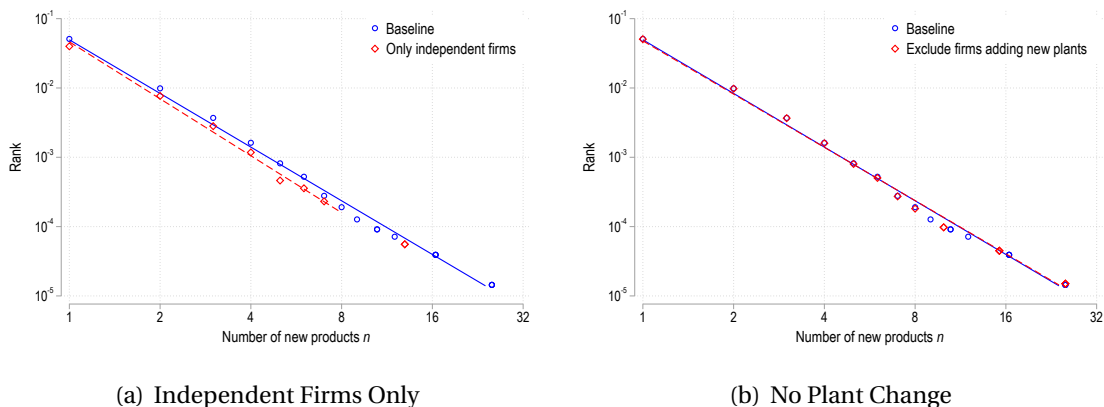 10⁻¹
10⁻²
10⁻³
10⁻⁴
10⁻⁵
Rank
Baseline
Only independent firms
1 2 4 8 16 32
Number of new products n
(a) Independent Firms Only
10⁻¹
10⁻²
10⁻³
10⁻⁴
10⁻⁵
Rank
Baseline
Exclude firms adding new plants
1 2 4 8 16 32
Number of new products n
(b) No Plant Change